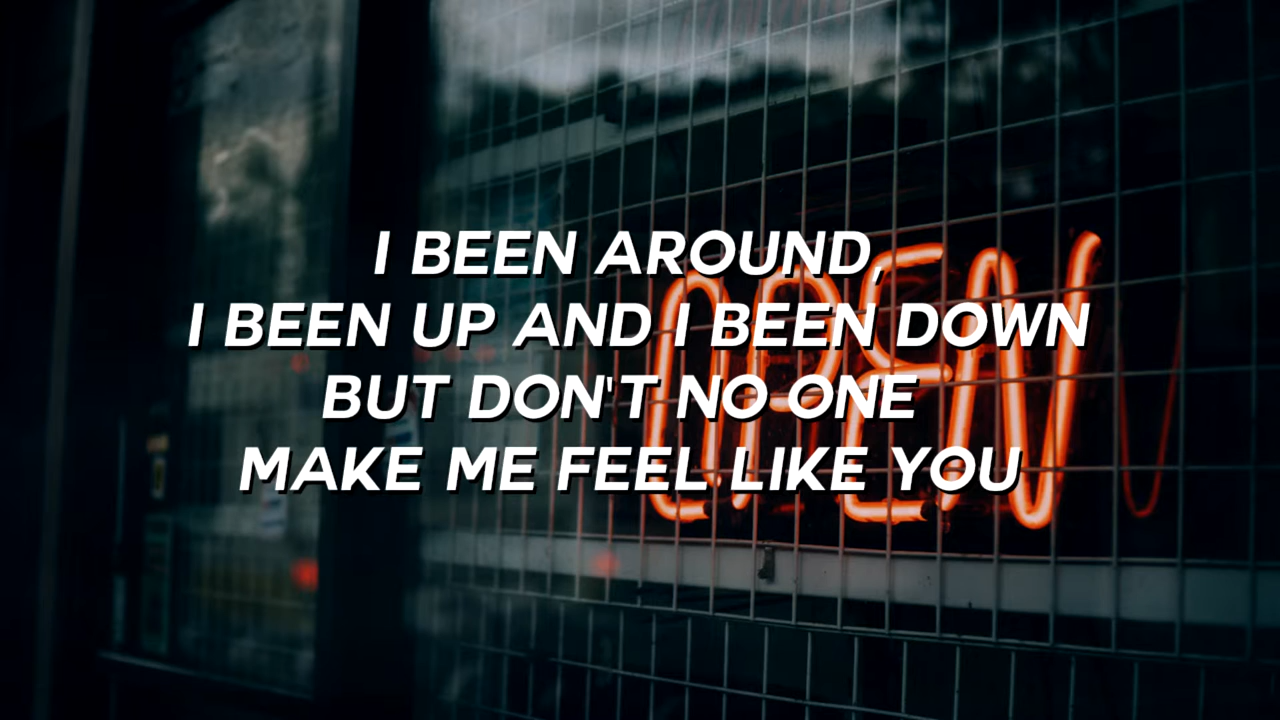 I BEEN AROUND,
I BEEN UP AND I BEEN DOWN
BUT DON'T NO ONE
MAKE ME FEEL LIKE YOU
OPEN